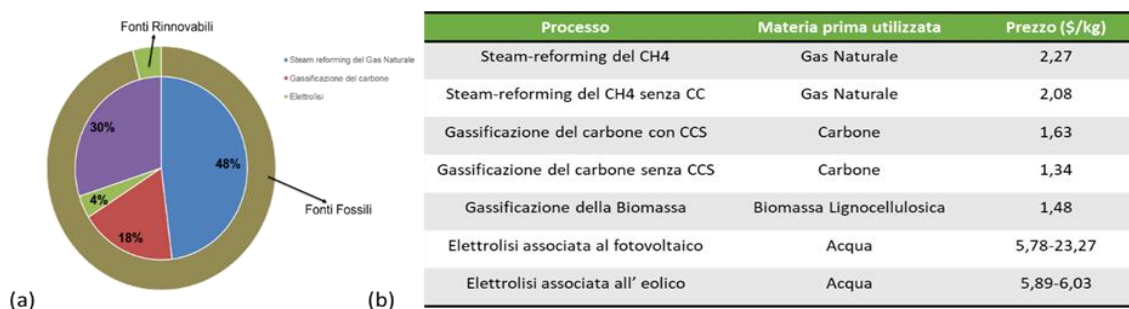 Fonti Rinnovabili
Steam reforming del Gas Naturale
Gassificazione del carbone
Elettrolisi
30%
48%
4%
18%
Fonti Fossili
(a)
(b)
Processo Materia prima utilizzata Prezzo ($/kg)
Steam-reforming del CH4 Gas Naturale 2,27
Steam-reforming del CH4 senza CC Gas Naturale 2,08
Gassificazione del carbone con CCS Carbone 1,63
Gassificazione del carbone senza CCS Carbone 1,34
Gassificazione della Biomassa Biomassa Lignocellulosica 1,48
Elettrolisi associata al fotovoltaico Acqua 5,78-23,27
Elettrolisi associata all' eolico Acqua 5,89-6,03